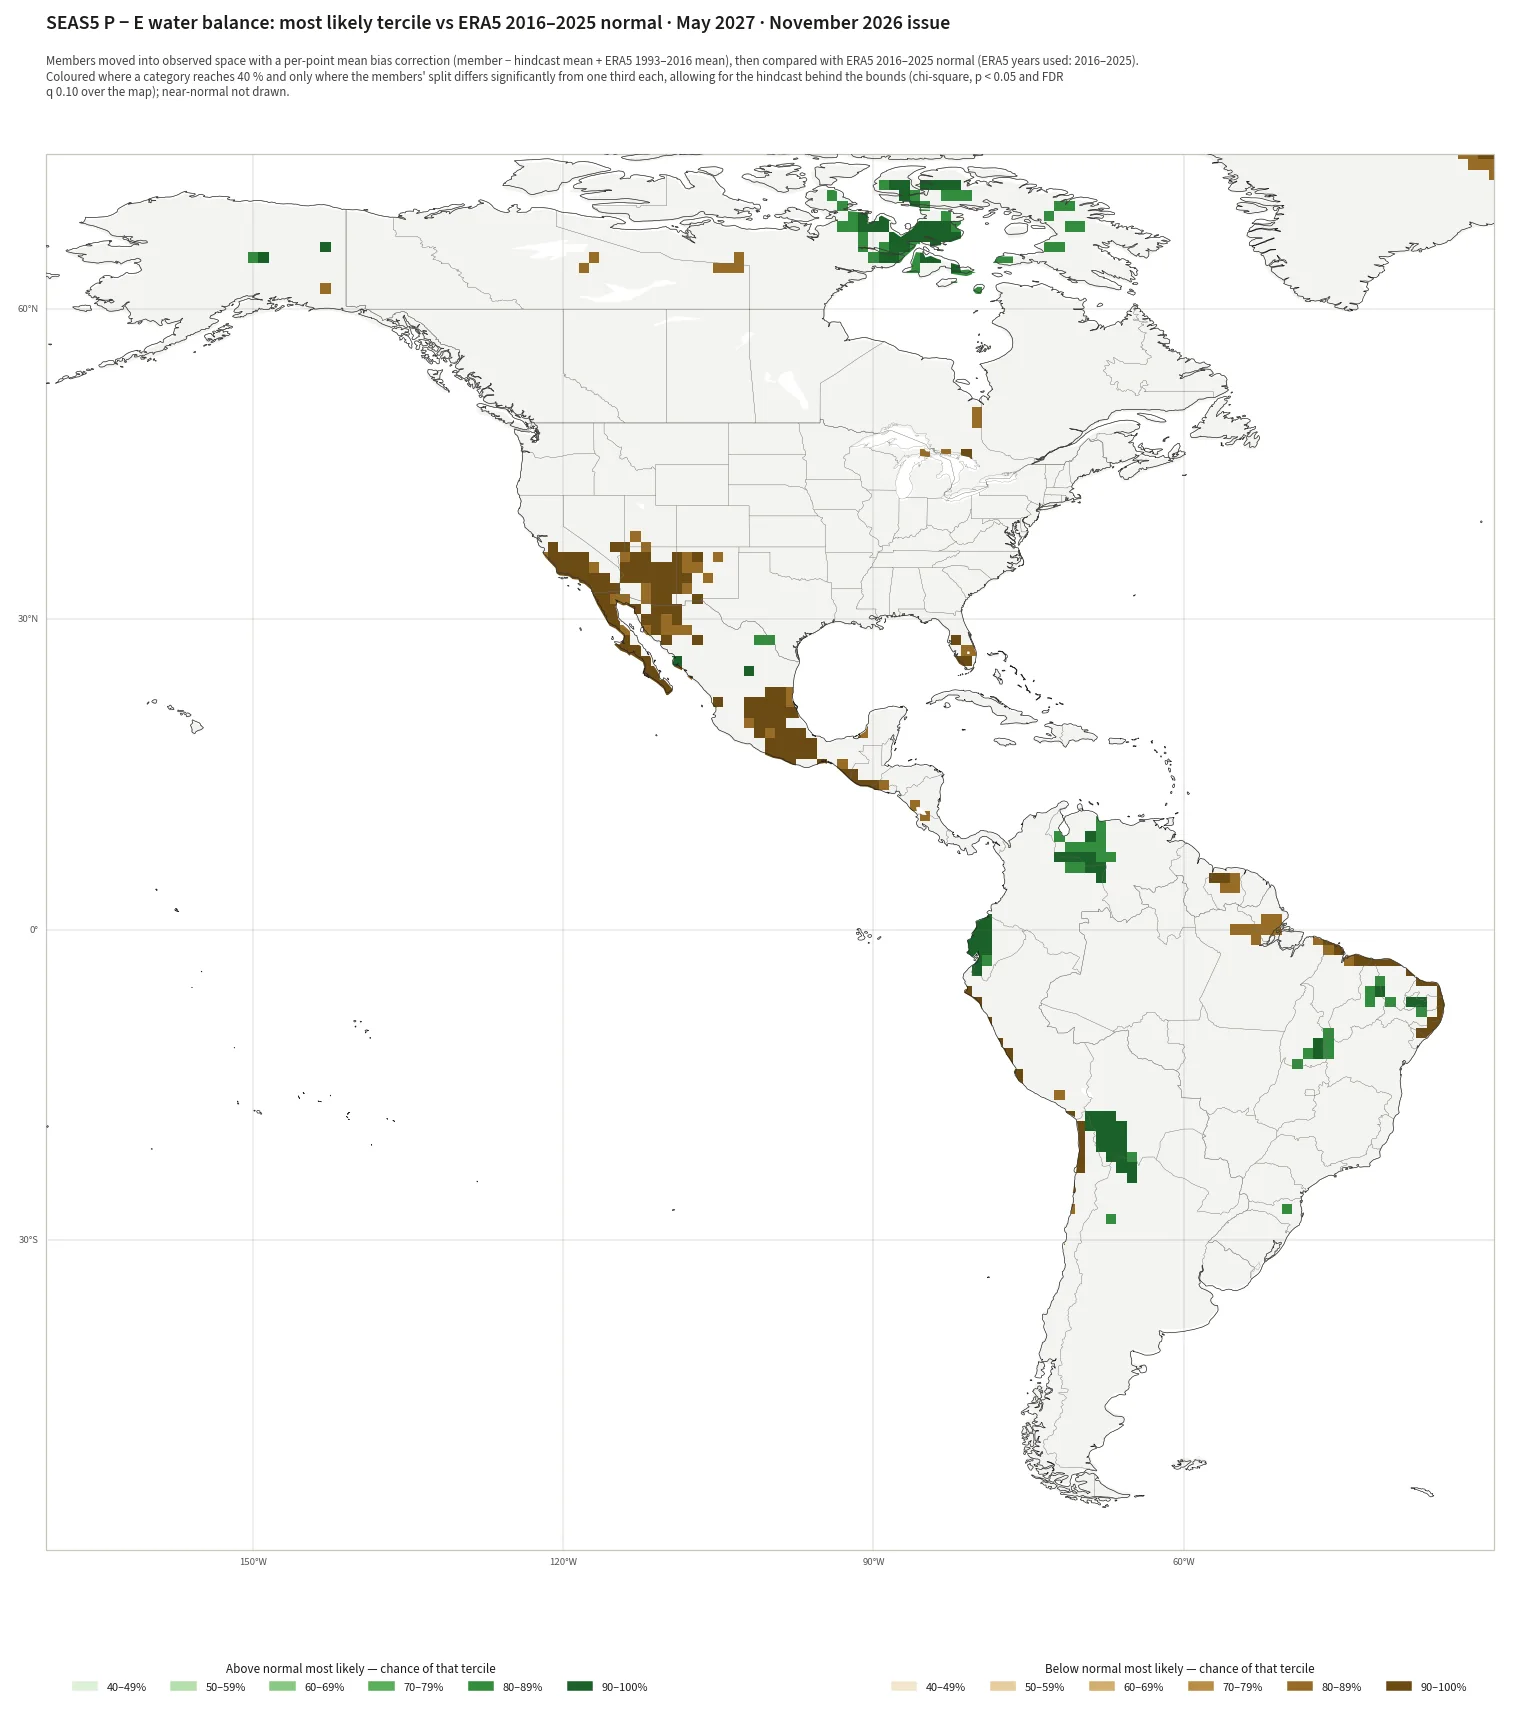 SEAS5 P − E water balance: most likely tercile vs ERA5 2016–2025 normal · May 2027 · November 2026 issue
Members moved into observed space with a per-point mean bias correction (member − hindcast mean + ERA5 1993–2016 mean), then compared with ERA5 2016–2025 normal (ERA5 years used: 2016–2025).
Coloured where a category reaches 40 % and only where the members' split differs significantly from one third each, allowing for the hindcast behind the bounds (chi-square, p < 0.05 and FDR
q 0.10 over the map); near-normal not drawn.
60°N
30°N
0°
30°S
150°W
120°W
90°W
60°W
Above normal most likely — chance of that tercile
40–49%
50–59%
60–69%
70–79%
80–89%
90–100%
Below normal most likely — chance of that tercile
40–49%
50–59%
60–69%
70–79%
80–89%
90–100%